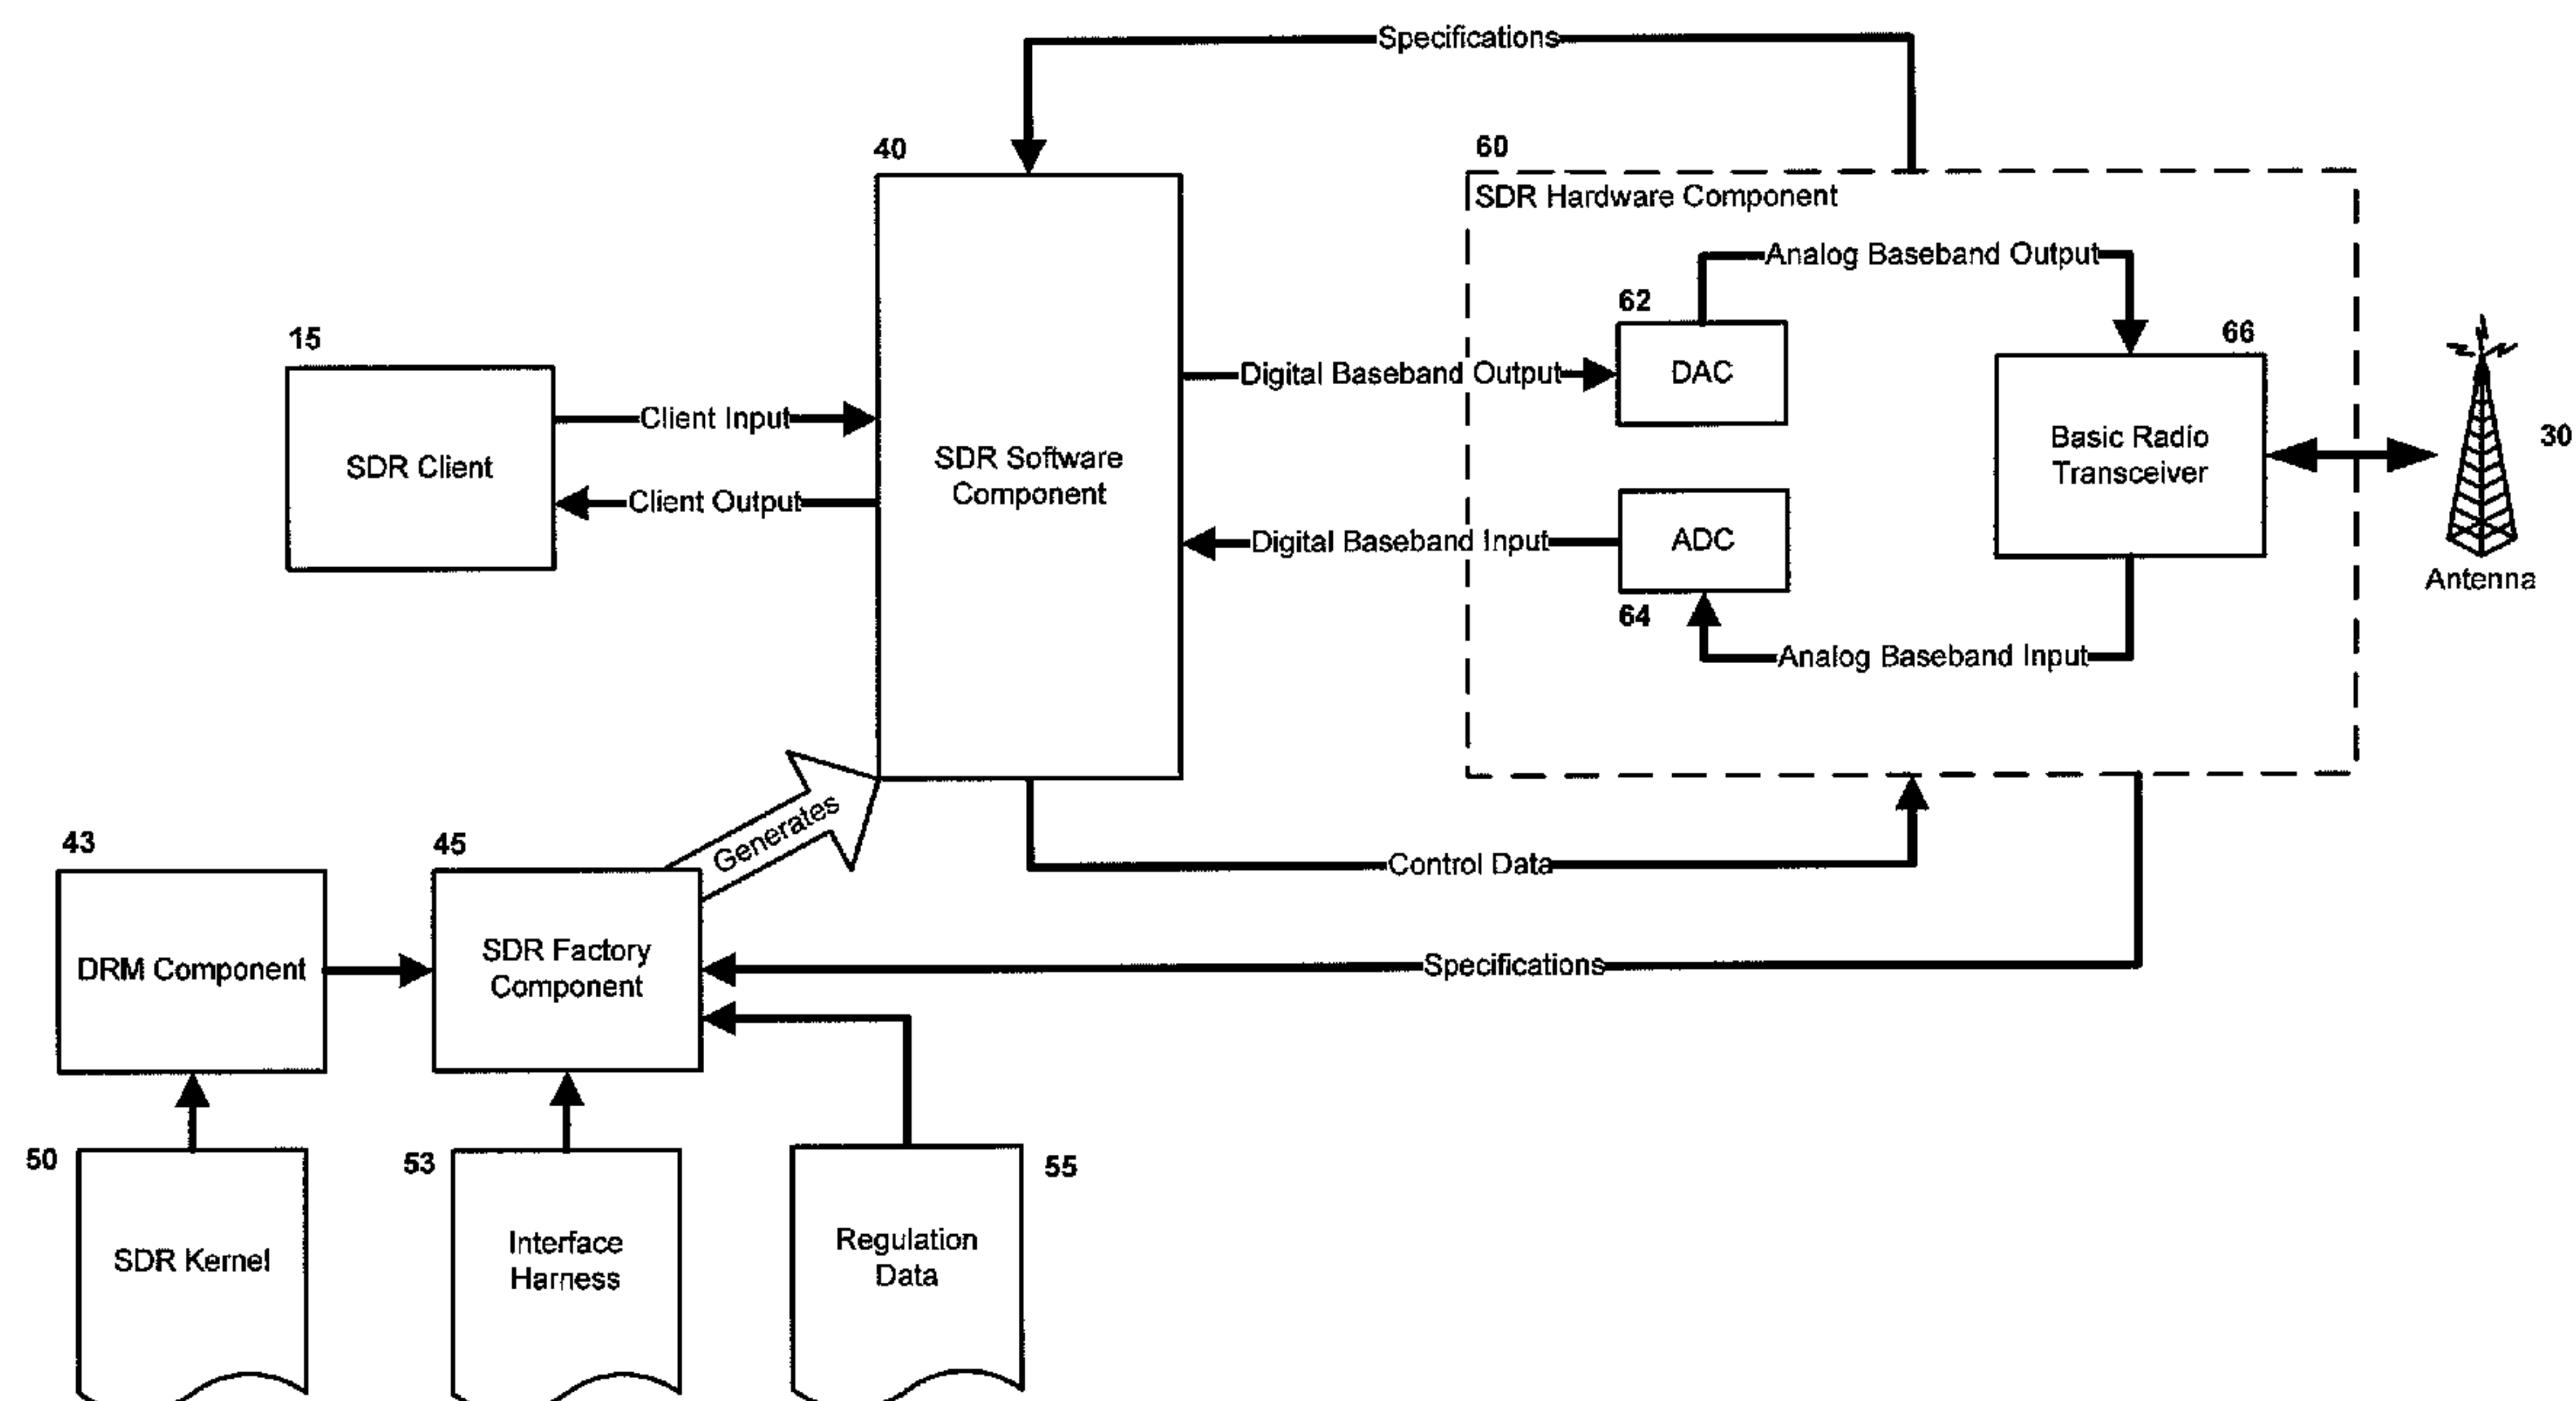 Specifications
40
60
SDR Hardware Component
Analog Baseband Output
62
66
15
DAC
Digital Baseband Output
Client Input
SDR Client
Client Output
SDR Software
Component
Basic Radio
Transceiver
30
Digital Baseband Input
ADC
64
Antenna
Analog Baseband Input
Generates
43
45
Control Data
DRM Component
SDR Factory
Component
Specifications
50
53
55
SDR Kernel
Interface
Harness
Regulation
Data